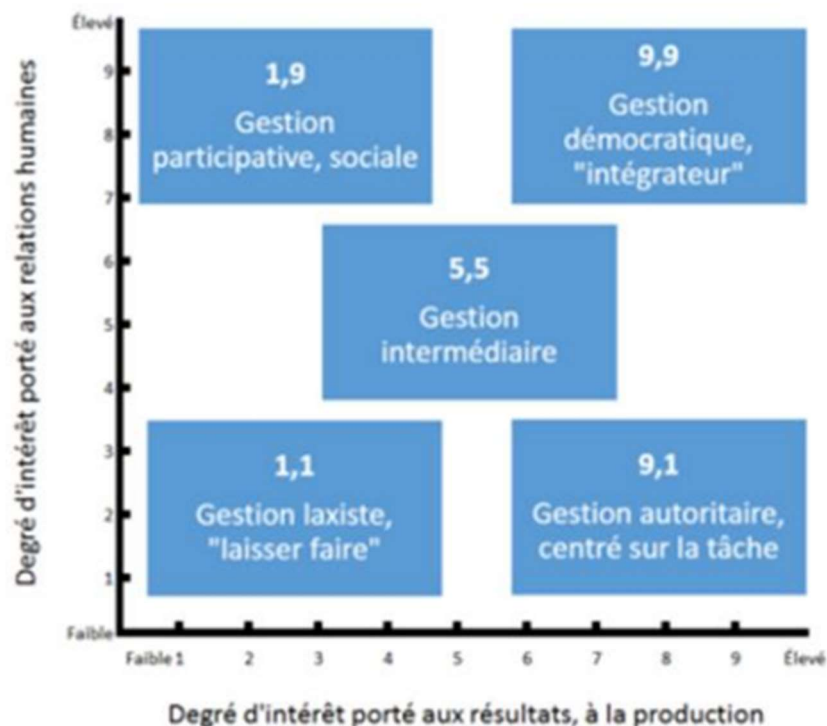 Élevé
9
8
7
6
5
4
3
2
1
Faible
Degré d'intérêt porté aux relations humaines
1,9
Gestion
participative, sociale
9,9
Gestion
démocratique,
"intégrateur"
5,5
Gestion
intermédiaire
1,1
Gestion laxiste,
"laisser faire"
9,1
Gestion autoritaire,
centré sur la tâche
Faible 1 2 3 4 5 6 7 8 9 Élevé
Degré d'intérêt porté aux résultats, à la production